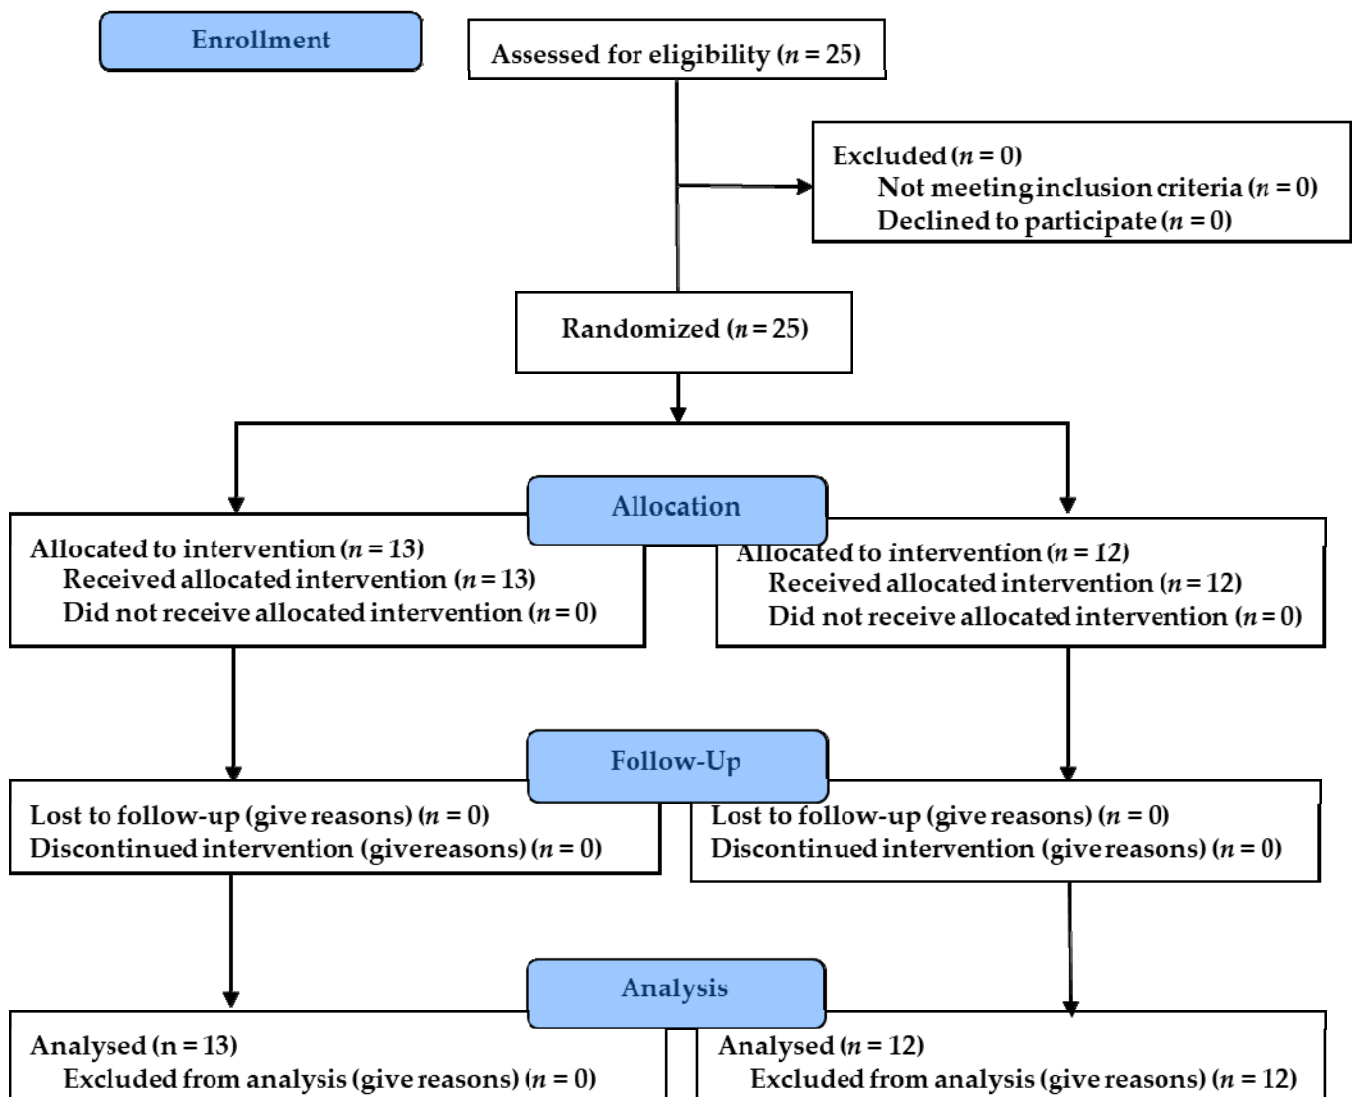 Enrollment
Assessed for eligibility (n = 25)
Excluded (n = 0)
Not meeting inclusion criteria (n = 0)
Declined to participate (n = 0)
Randomized (n = 25)
Allocation
Allocated to intervention (n = 13)
Received allocated intervention (n = 13)
Did not receive allocated intervention (n = 0)
Allocated to intervention (n = 12)
Received allocated intervention (n = 12)
Did not receive allocated intervention (n = 0)
Follow-Up
Lost to follow-up (give reasons) (n = 0)
Discontinued intervention (give reasons) (n = 0)
Lost to follow-up (give reasons) (n = 0)
Discontinued intervention (give reasons) (n = 0)
Analysis
Analysed (n = 13)
Excluded from analysis (give reasons) (n = 0)
Analysed (n = 12)
Excluded from analysis (give reasons) (n = 12)